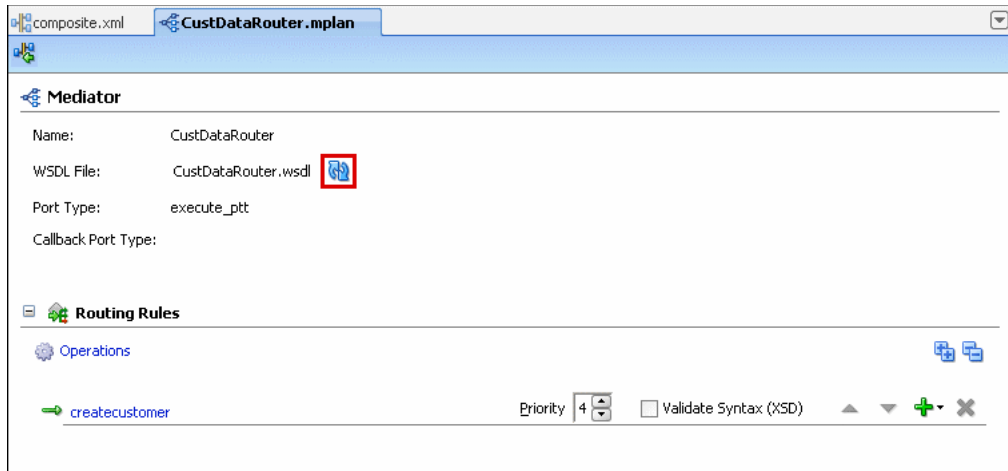 composite.xml CustDataRouter.mplan
Mediator
Name: CustDataRouter
WSDL File: CustDataRouter.wsdl
Port Type: execute_ptt
Callback Port Type:
Routing Rules
Operations
createcustomer Priority 4 Validate Syntax (XSD)